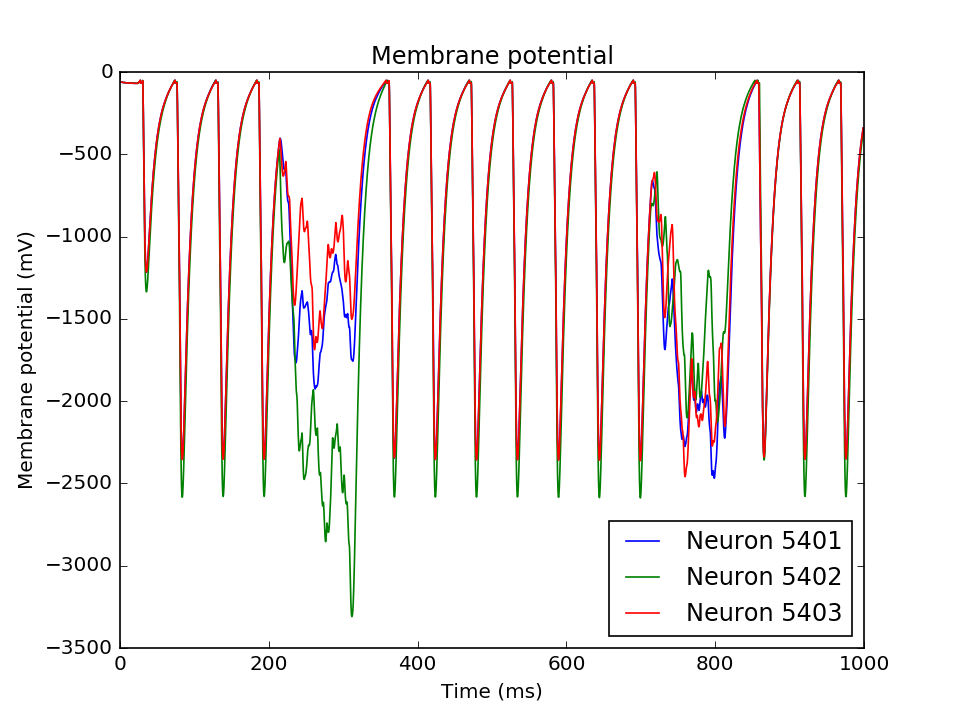 Membrane potential
0
−500
−1000
−1500
−2000
−2500
−3000
−3500
Membrane potential (mV)
0 200 400 600 800 1000
Time (ms)
Neuron 5401
Neuron 5402
Neuron 5403